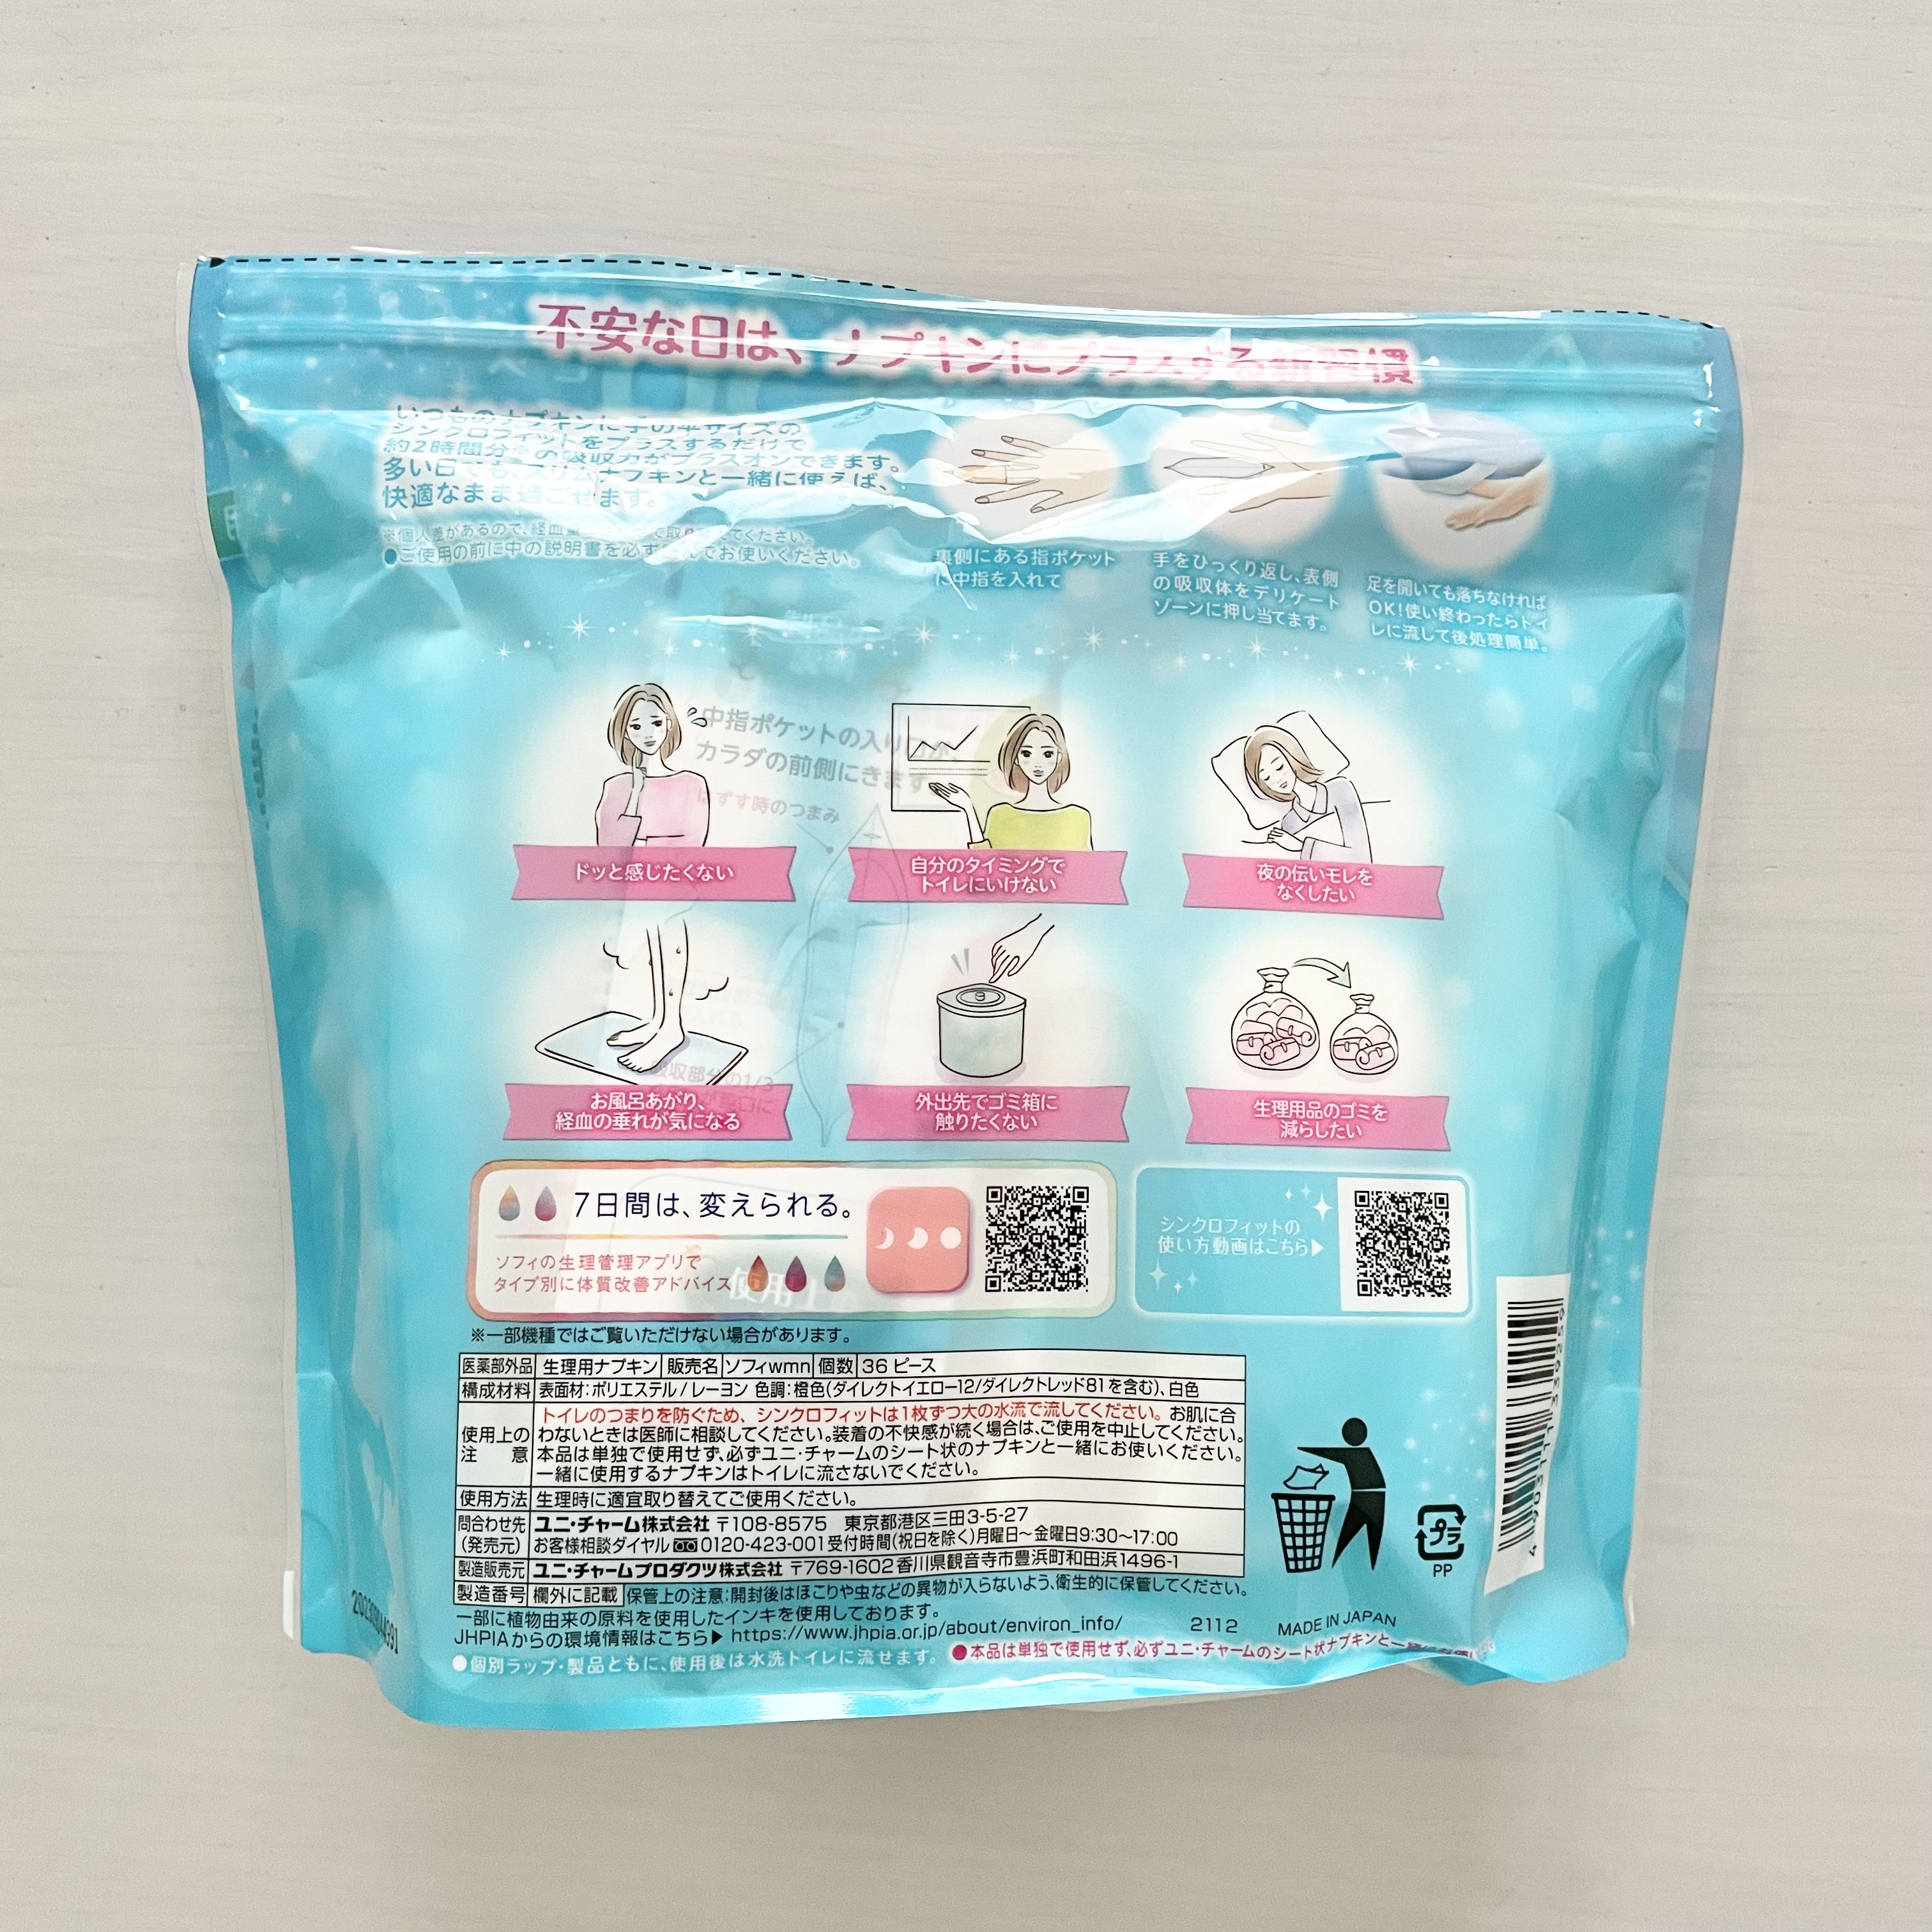 不安な日は、ナプキンにプラスする新習慣
いつものナプキンに手の平サイズの
シンクロフィットをプラスするだけで
約2時間分※の吸収力がプラスオンできます。
多い日でも、スリムナプキンと一緒に使えば、
快適なまま過ごせます。
※個人差があるので、経血量 で取り てください。
●ご使用の前に中の説明書を必ず読んでお使いください。
裏側にある指ポケット
に中指を入れて
手をひっくり返し、表側
の吸収体をデリケート
ゾーンに押し当てます。
足を開いても落ちなければ
OK!使い終わったらトイ
レに流して後処理簡単。
中指ポケットの入り口が、
カラダの前側にきます
はずす時のつまみ
ドッと感じたくない
自分のタイミングで
トイレにいけない
夜の伝いモレを
なくしたい
吸収部分の1/3
お風呂あがり、
経血の垂れが気になる
外出先でゴミ箱に
触りたくない
生理用品のゴミを
減らしたい
7日間は、変えられる。
ソフィの生理管理アプリで
タイプ別に体質改善アドバイス
使用上
シンクロフィットの
使い方動画はこちら▶
※一部機種ではご覧いただけない場合があります。
医薬部外品 生理用ナプキン 販売名 ソフィwmn 個数 36 ピース
構成材料 表面材:ポリエステル/レーヨン 色調:橙色(ダイレクトイエロー12/ダイレクトレッド81を含む)、白色
使用上の注意 トイレのつまりを防ぐため、シンクロフィットは1枚ずつ大の水流で流してください。お肌に合
わないときは医師に相談してください。装着の不快感が続く場合は、ご使用を中止してください。
本品は単独で使用せず、必ずユニ・チャームのシート状のナプキンと一緒にお使いください。
一緒に使用するナプキンはトイレに流さないでください。
使用方法 生理時に適宜取り替えてご使用ください。
問合わせ先 ユニ・チャーム株式会社 〒108-8575 東京都港区三田3-5-27
(発売元) お客様相談ダイヤル 0120-423-001 受付時間(祝日を除く)月曜日〜金曜日9:30〜17:00
製造販売元 ユニ・チャームプロダクツ株式会社 〒769-1602 香川県観音寺市豊浜町和田浜1496-1
製造番号 欄外に記載 保管上の注意:開封後はほこりや虫などの異物が入らないよう、衛生的に保管してください。
一部に植物由来の原料を使用したインキを使用しております。
JHPIAからの環境情報はこちら▶ https://www.jhpia.or.jp/about/environ_info/ 2112
MADE IN JAPAN
●個別ラップ・製品ともに、使用後は水洗トイレに流せます。
●本品は単独で使用せず、必ずユニ・チャームのシート状ナプキンと
プラ
PP